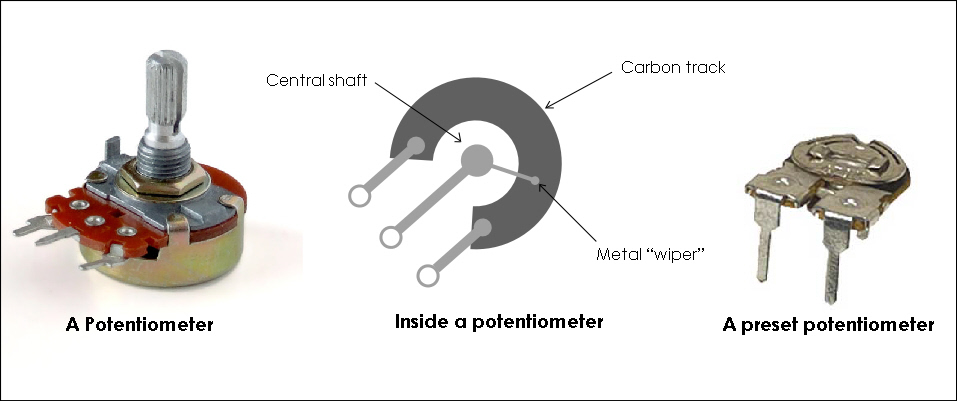 Central shaft
Carbon track
Metal “wiper”
A Potentiometer
Inside a potentiometer
A preset potentiometer